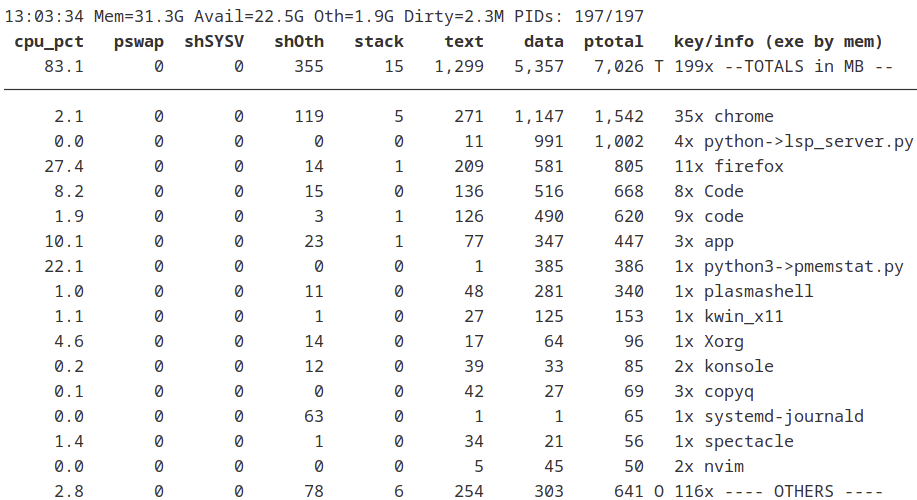 13:03:34 Mem=31.3G Avail=22.5G Oth=1.9G Dirty=2.3M PIDs: 197/197
cpu_pct pswap shSYSV shOth stack text data ptotal key/info (exe by mem)
83.1 0 0 355 15 1,299 5,357 7,026 T 199x --TOTALS in MB --
2.1 0 0 119 5 271 1,147 1,542 35x chrome
0.0 0 0 0 0 11 991 1,002 4x python->lsp_server.py
27.4 0 0 14 1 209 581 805 11x firefox
8.2 0 0 15 0 136 516 668 8x Code
1.9 0 0 3 1 126 490 620 9x code
10.1 0 0 23 1 77 347 447 3x app
22.1 0 0 0 0 1 385 386 1x python3->pmemstat.py
1.0 0 0 11 0 48 281 340 1x plasmashell
1.1 0 0 1 0 27 125 153 1x kwin_x11
4.6 0 0 14 0 17 64 96 1x Xorg
0.2 0 0 12 0 39 33 85 2x konsole
0.1 0 0 0 0 42 27 69 3x copyq
0.0 0 0 63 0 1 1 65 1x systemd-journald
1.4 0 0 1 0 34 21 56 1x spectacle
0.0 0 0 0 0 5 45 50 2x nvim
2.8 0 0 78 6 254 303 641 O 116x ---- OTHERS ----